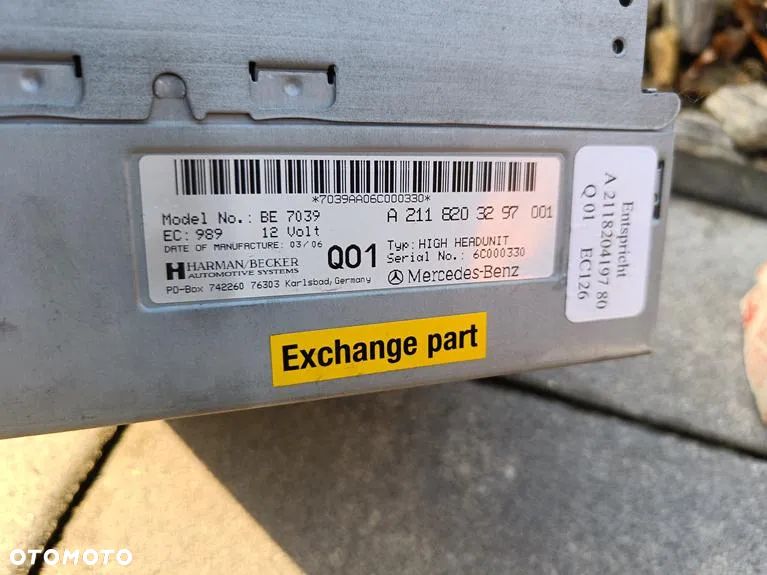 *7039AA06C000330*
Model No.: BE 7039
A 211 820 32 97 001
EC: 989 12 Volt
DATE OF MANUFACTURE: 03/06
Q01
Typ: HIGH HEADUNIT
Serial No.: 6C000330
HARMAN/BECKER
AUTOMOTIVE SYSTEMS
Mercedes-Benz
PO-Box 742260 76303 Karlsbad, Germany
Entspricht
A 2118204197 80
Q 01 EC126
Exchange part
OTOMOTO